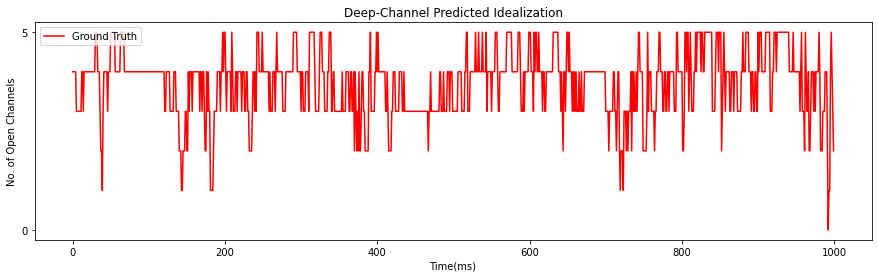 Deep-Channel Predicted Idealization
Ground Truth
No. of Open Channels
5
0
0
200
400
600
800
1000
Time(ms)